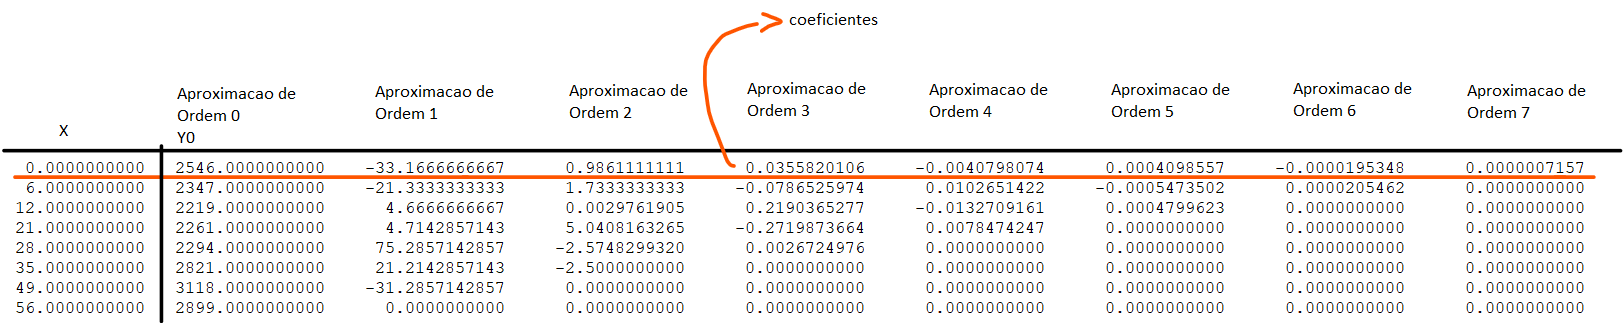 coeficientes
X
Aproximacao de
Ordem 0
Y0
Aproximacao de
Ordem 1
Aproximacao de
Ordem 2
Aproximacao de
Ordem 3
Aproximacao de
Ordem 4
Aproximacao de
Ordem 5
Aproximacao de
Ordem 6
Aproximacao de
Ordem 7
0.0000000000 2546.0000000000 -33.1666666667 0.9861111111 0.0355820106 -0.0040798074 0.0004098557 -0.0000195348 0.0000007157
6.0000000000 2347.0000000000 -21.3333333333 1.7333333333 -0.0786525974 0.0102651422 -0.0005473502 0.0000205462 0.0000000000
12.0000000000 2219.0000000000 4.6666666667 0.0029761905 0.2190365277 -0.0132709161 0.0004799623 0.0000000000 0.0000000000
21.0000000000 2261.0000000000 4.7142857143 5.0408163265 -0.2719873664 0.0078474247 0.0000000000 0.0000000000 0.0000000000
28.0000000000 2294.0000000000 75.2857142857 -2.5748299320 0.0026724976 0.0000000000 0.0000000000 0.0000000000 0.0000000000
35.0000000000 2821.0000000000 21.2142857143 -2.5000000000 0.0000000000 0.0000000000 0.0000000000 0.0000000000 0.0000000000
49.0000000000 3118.0000000000 -31.2857142857 0.0000000000 0.0000000000 0.0000000000 0.0000000000 0.0000000000 0.0000000000
56.0000000000 2899.0000000000 0.0000000000 0.0000000000 0.0000000000 0.0000000000 0.0000000000 0.0000000000 0.0000000000